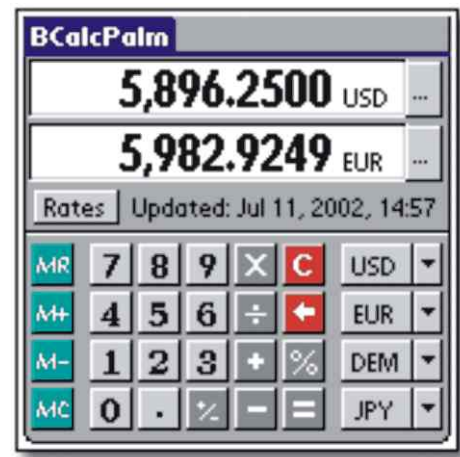 BCalcPalm
5,896.2500 USD ...
5,982.9249 EUR ...
Rates Updated: Jul 11, 2002, 14:57
MR 7 8 9 X C USD
M+ 4 5 6 ÷ ← EUR
M- 1 2 3 + % DEM
MC 0 . +/- − = JPY